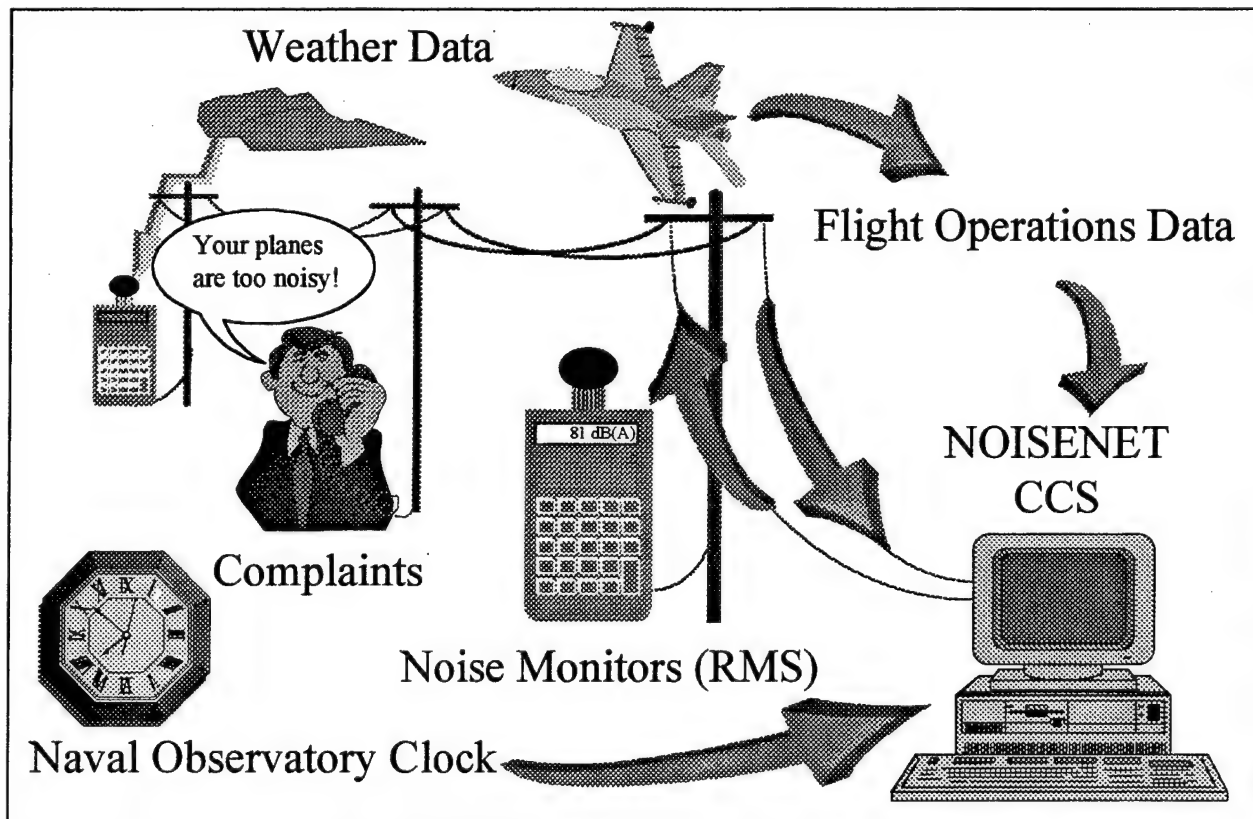 Weather Data
Flight Operations Data
Your planes
are too noisy!
81 dB(A)
NOISENET
CCS
Complaints
Noise Monitors (RMS)
Naval Observatory Clock